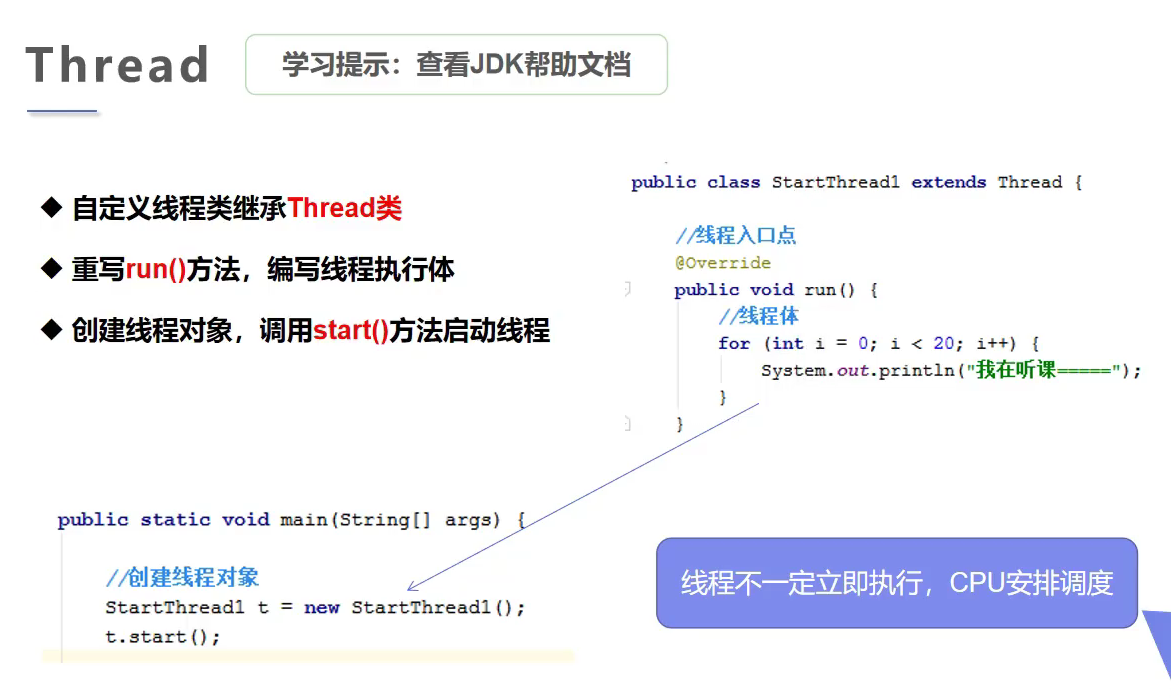 Thread
学习提示：查看JDK帮助文档
◆ 自定义线程类继承Thread类
◆ 重写run()方法，编写线程执行体
◆ 创建线程对象，调用start()方法启动线程
public class StartThread1 extends Thread {
//线程入口点
@Override
public void run() {
//线程体
for (int i = 0; i < 20; i++) {
System.out.println("我在听课=====");
}
}
public static void main(String[] args) {
//创建线程对象
StartThread1 t = new StartThread1();
t.start();
线程不一定立即执行，CPU安排调度